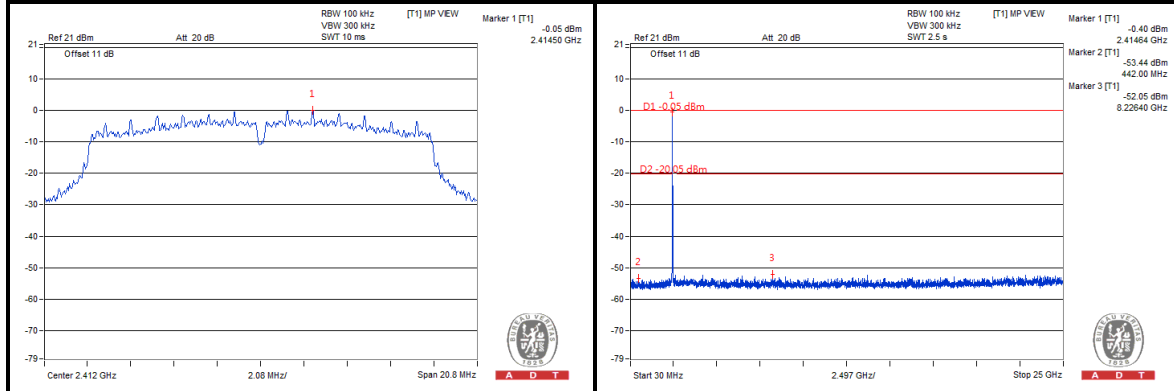 RBW 100 kHz [T1] MP VIEW
VBW 300 kHz
Ref 21 dBm Att 20 dB SWT 10 ms
Marker 1 [T1]
-0.05 dBm
2.41450 GHz
21
Offset 11 dB
10
1
0
-10
-20
-30
-40
-50
-60
-70
-79
Center 2.412 GHz 2.08 MHz/ Span 20.8 MHz
BUREAU VERITAS
1828
A D T
RBW 100 kHz [T1] MP VIEW
VBW 300 kHz
Ref 21 dBm Att 20 dB SWT 2.5 s
Marker 1 [T1]
-0.40 dBm
2.41464 GHz
Marker 2 [T1]
-53.44 dBm
442.00 MHz
Marker 3 [T1]
-52.05 dBm
8.22640 GHz
21
Offset 11 dB
10
1
0
D1 -0.05 dBm
-10
D2 -20.05 dBm
-20
-30
-40
-50
2
3
-60
-70
-79
Start 30 MHz 2.497 GHz/ Stop 25 GHz
BUREAU VERITAS
1828
A D T